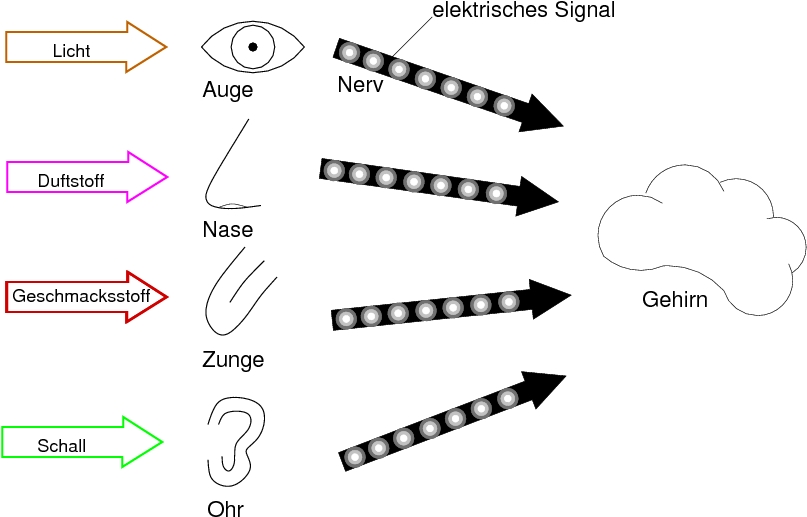 elektrisches Signal
Licht
Auge
Nerv
Duftstoff
Nase
Geschmacksstoff
Gehirn
Zunge
Schall
Ohr